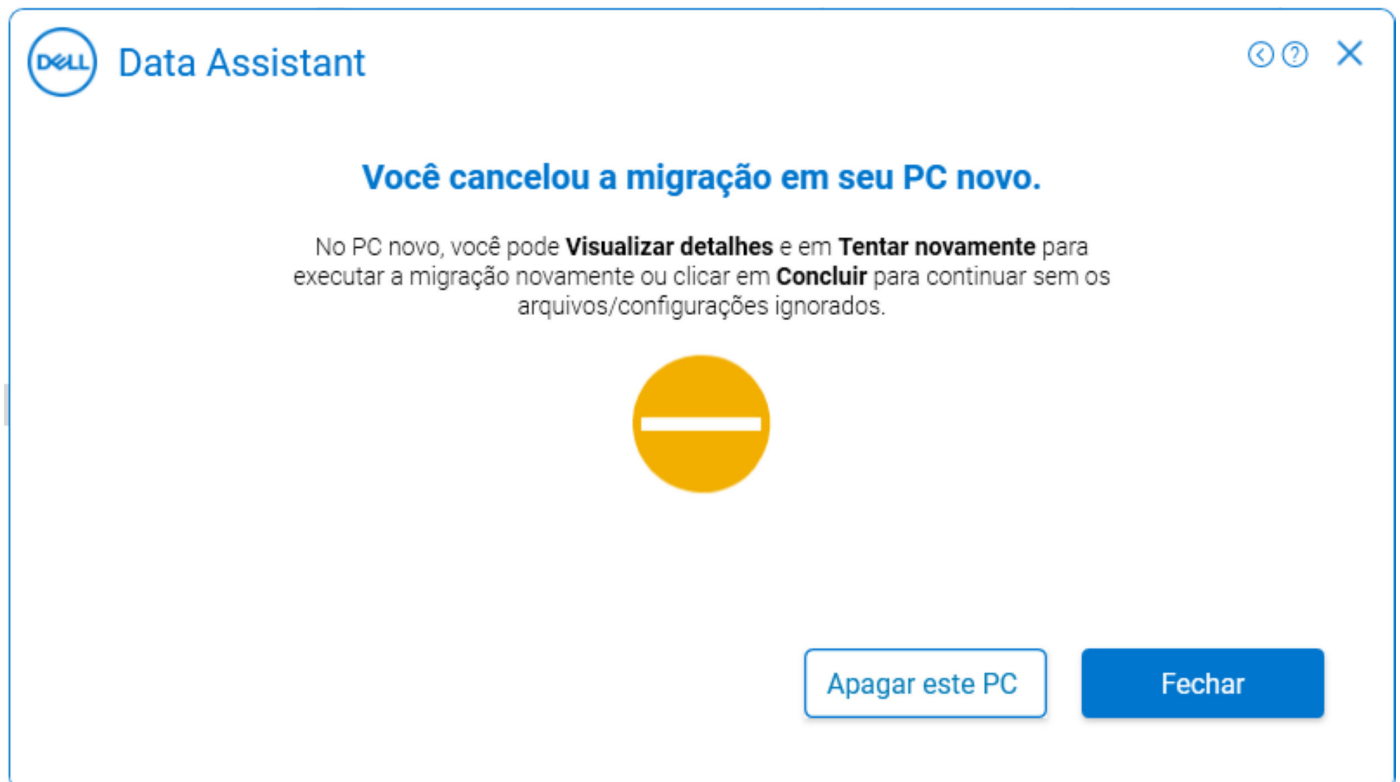 DELL
Data Assistant
Você cancelou a migração em seu PC novo.
No PC novo, você pode Visualizar detalhes e em Tentar novamente para
executar a migração novamente ou clicar em Concluir para continuar sem os
arquivos/configurações ignorados.
Apagar este PC
Fechar